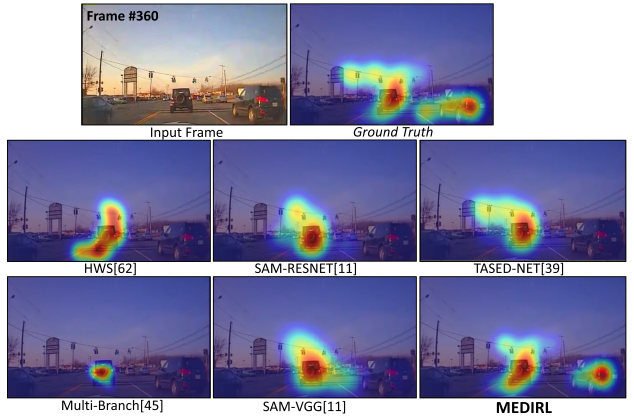 Frame #360
Input Frame
Ground Truth
HWS[62]
SAM-RESNET[11]
TASED-NET[39]
Multi-Branch[45]
SAM-VGG[11]
MEDIRL